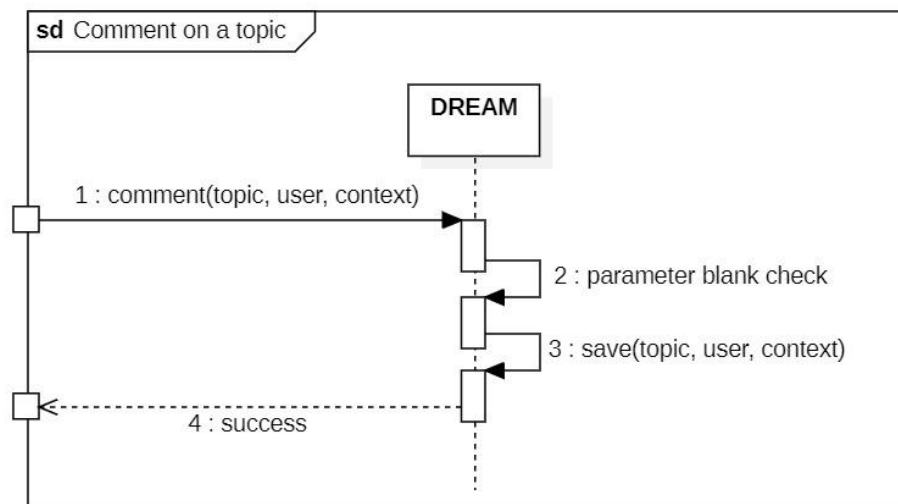 sd Comment on a topic
DREAM
1 : comment(topic, user, context)
2 : parameter blank check
3 : save(topic, user, context)
4 : success